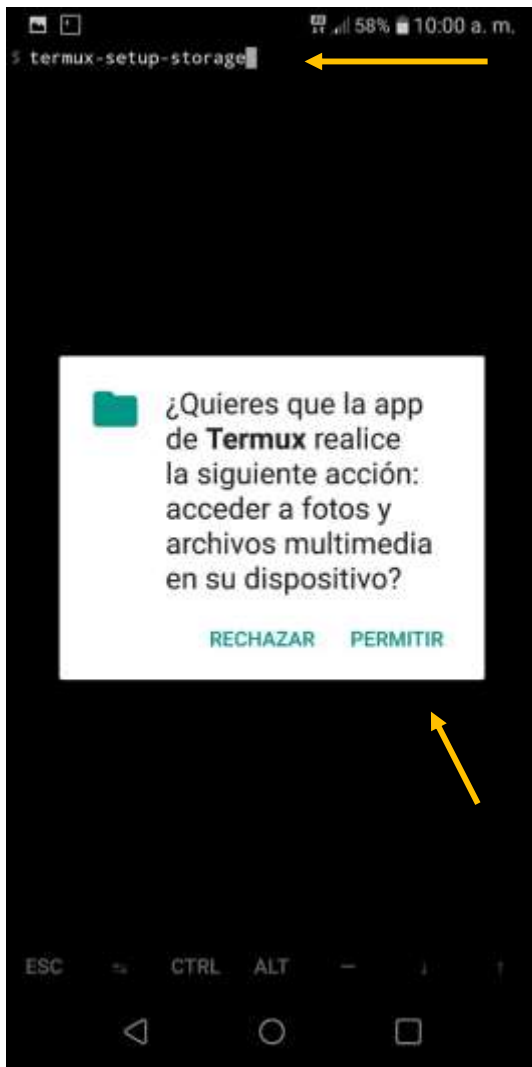 58% 10:00 a. m.
$ termux-setup-storage
¿Quieres que la app
de Termux realice
la siguiente acción:
acceder a fotos y
archivos multimedia
en su dispositivo?
RECHAZAR PERMITIR
ESC CTRL ALT — ↓ ↑